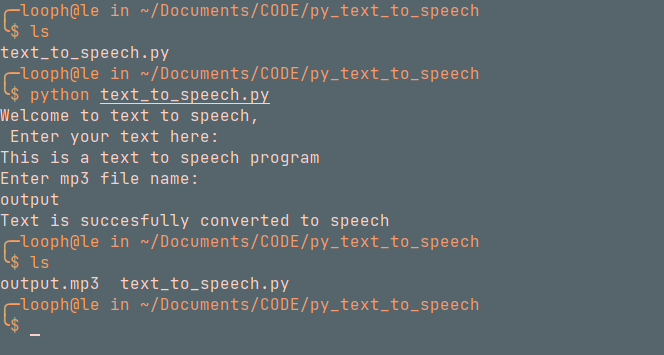 ╭─looph@le in ~/Documents/CODE/py_text_to_speech
╰$ ls
text_to_speech.py
╭─looph@le in ~/Documents/CODE/py_text_to_speech
╰$ python text_to_speech.py
Welcome to text to speech,
 Enter your text here:
This is a text to speech program
Enter mp3 file name:
output
Text is succesfully converted to speech
╭─looph@le in ~/Documents/CODE/py_text_to_speech
╰$ ls
output.mp3  text_to_speech.py
╭─looph@le in ~/Documents/CODE/py_text_to_speech
╰$ _